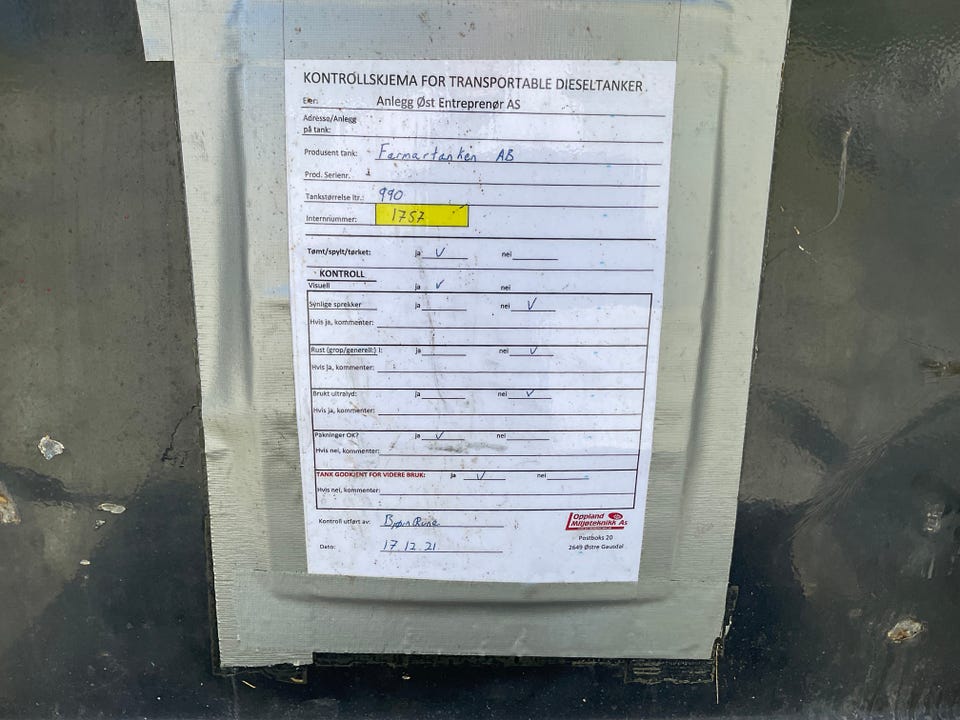 KONTROLLSKJEMA FOR TRANSPORTABLE DIESELTANKER
Eier: Anlegg Øst Entreprenør AS
Adresse/Anlegg
på tank:
Produsent tank: Farmartanken AB
Prod. Serienr.
Tankstørrelse ltr.: 990
Internnummer: 1757
Tømt/spylt/tørket: ja ✓ nei
KONTROLL
Visuell ja ✓ nei
Synlige sprekker ja nei ✓
Hvis ja, kommenter:
Rust (grop/generell:) l: ja nei ✓
Hvis ja, kommenter:
Brukt ultralyd: ja nei ✓
Hvis ja, kommenter:
Pakninger OK? ja ✓ nei
Hvis nei, kommenter:
TANK GODKJENT FOR VIDERE BRUK: ja ✓ nei
Hvis nei, kommenter:
Kontroll utført av: Bjørn Rune
Dato: 17.12.21
Oppland
Miljøteknikk As
Postboks 20
2649 Østre Gausdal